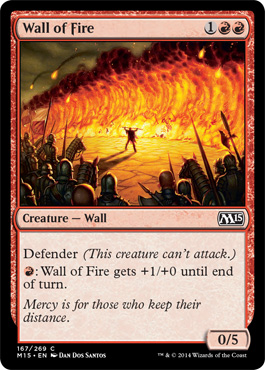 Wall of Fire 1
Creature — Wall M15
Defender (This creature can't attack.)
: Wall of Fire gets +1/+0 until end
of turn.
Mercy is for those who keep their
distance.
0/5
167/269 C
M15 • EN Dan Dos Santos ™ & © 2014 Wizards of the Coast